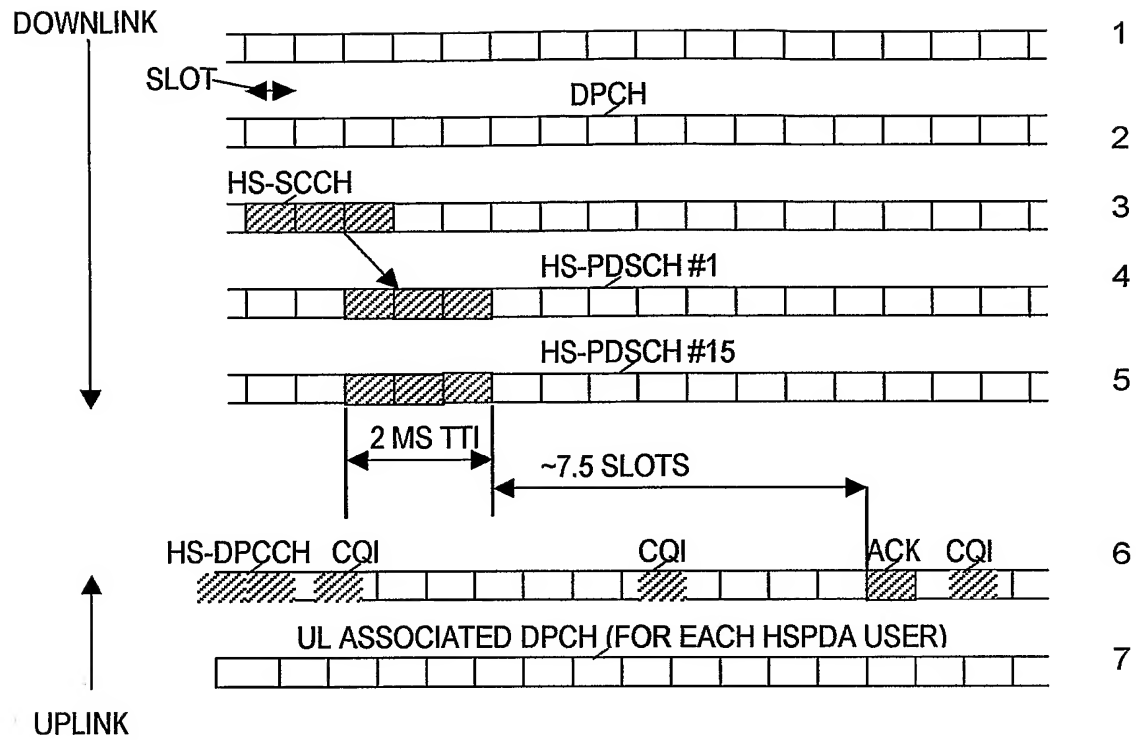 DOWNLINK
1
SLOT
DPCH
2
HS-SCCH
3
HS-PDSCH #1
4
HS-PDSCH #15
5
2 MS TTI
~7.5 SLOTS
HS-DPCCH CQI CQI ACK CQI
6
UL ASSOCIATED DPCH (FOR EACH HSPDA USER)
7
UPLINK